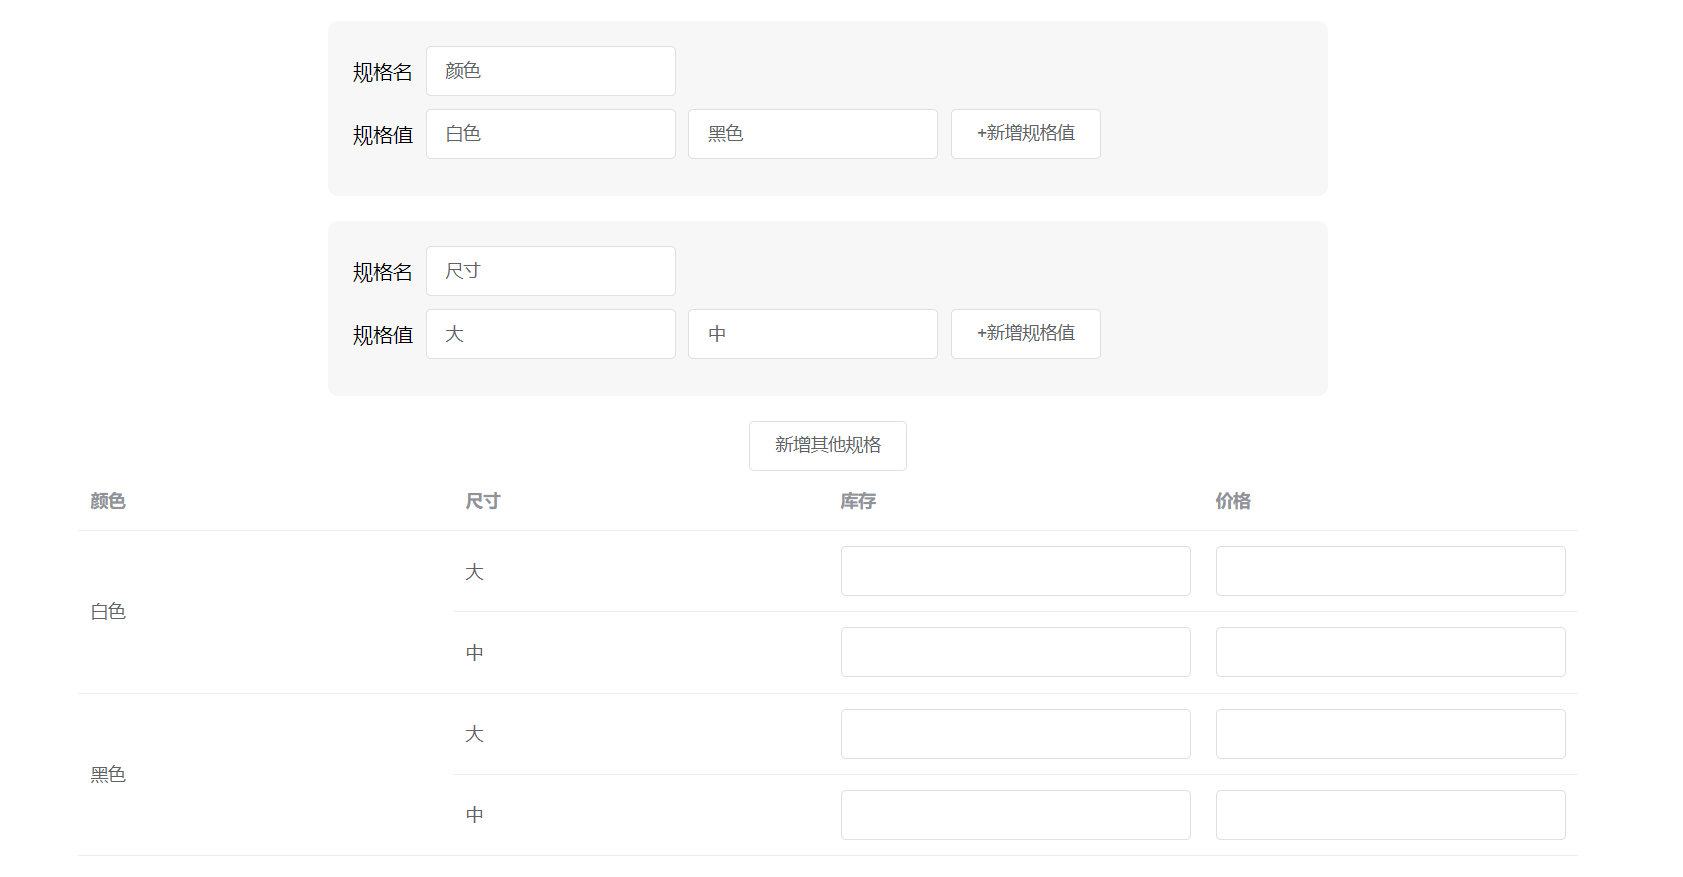 规格名 颜色
规格值 白色 黑色 +新增规格值
规格名 尺寸
规格值 大 中 +新增规格值
新增其他规格
颜色 尺寸 库存 价格
白色 大
中
黑色 大
中